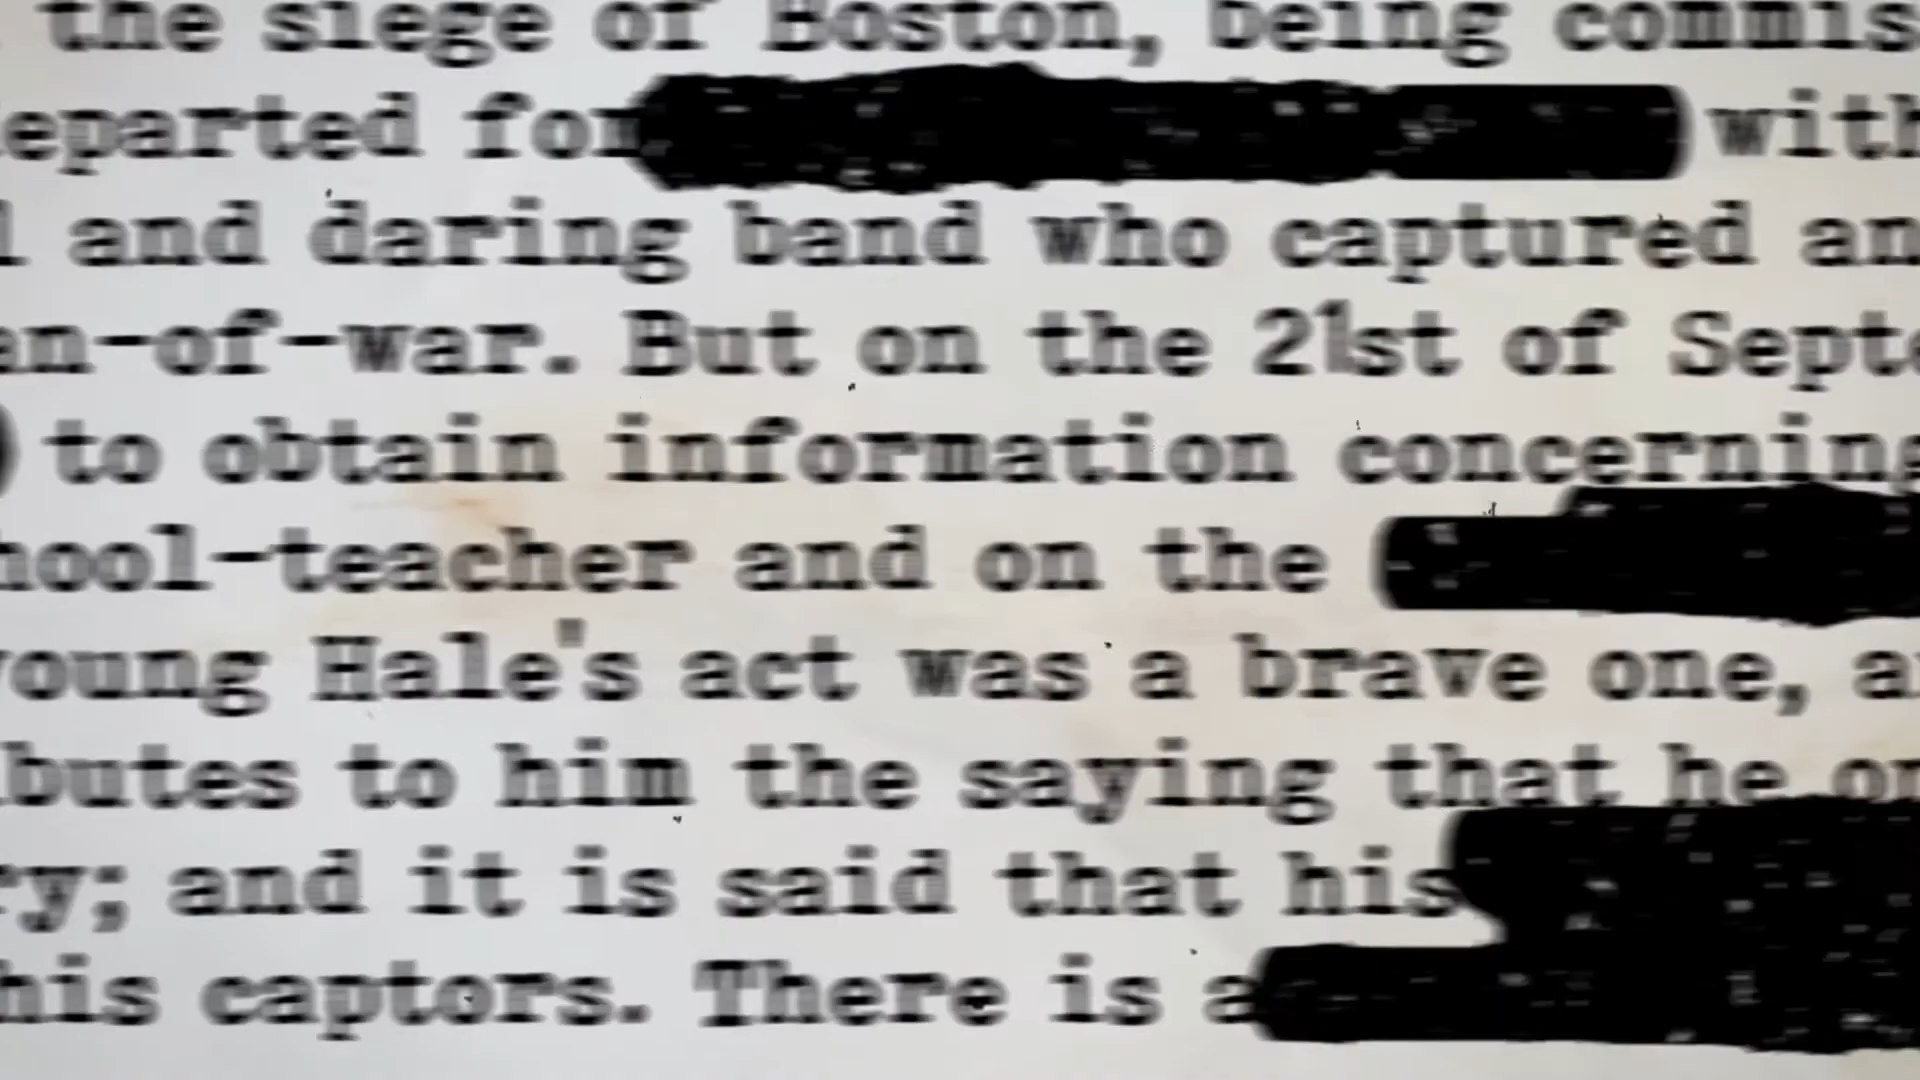 the siege of Boston, being commis
eparted for with
l and daring band who captured an
an-of-war. But on the 21st of Septe
to obtain information concerning
hool-teacher and on the
young Hale's act was a brave one, a
butes to him the saying that he on
ry; and it is said that his
his captors. There is a